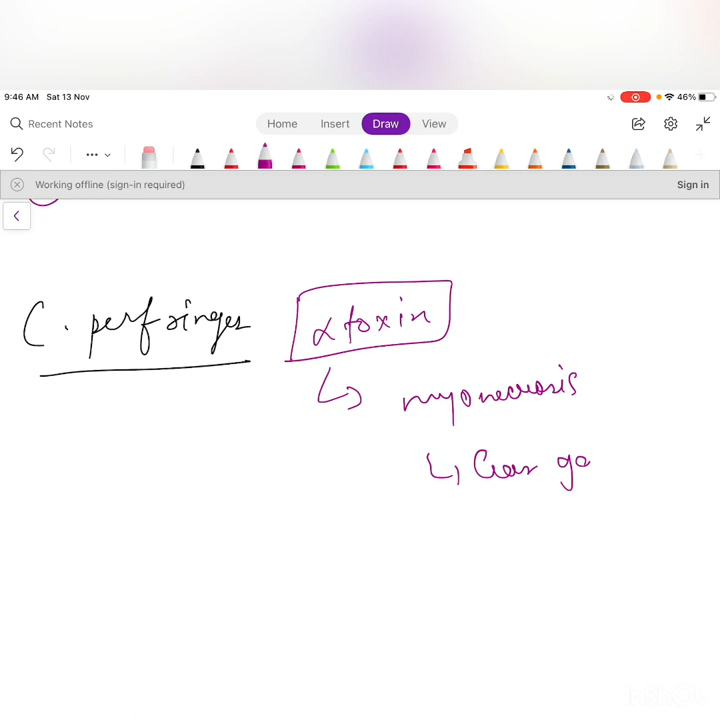 9:46 AM Sat 13 Nov 46%
Recent Notes Home Insert Draw View
Working offline (sign-in required) Sign in
C. perfringes α toxin
↳ myonecrosis
↳ Gas ga